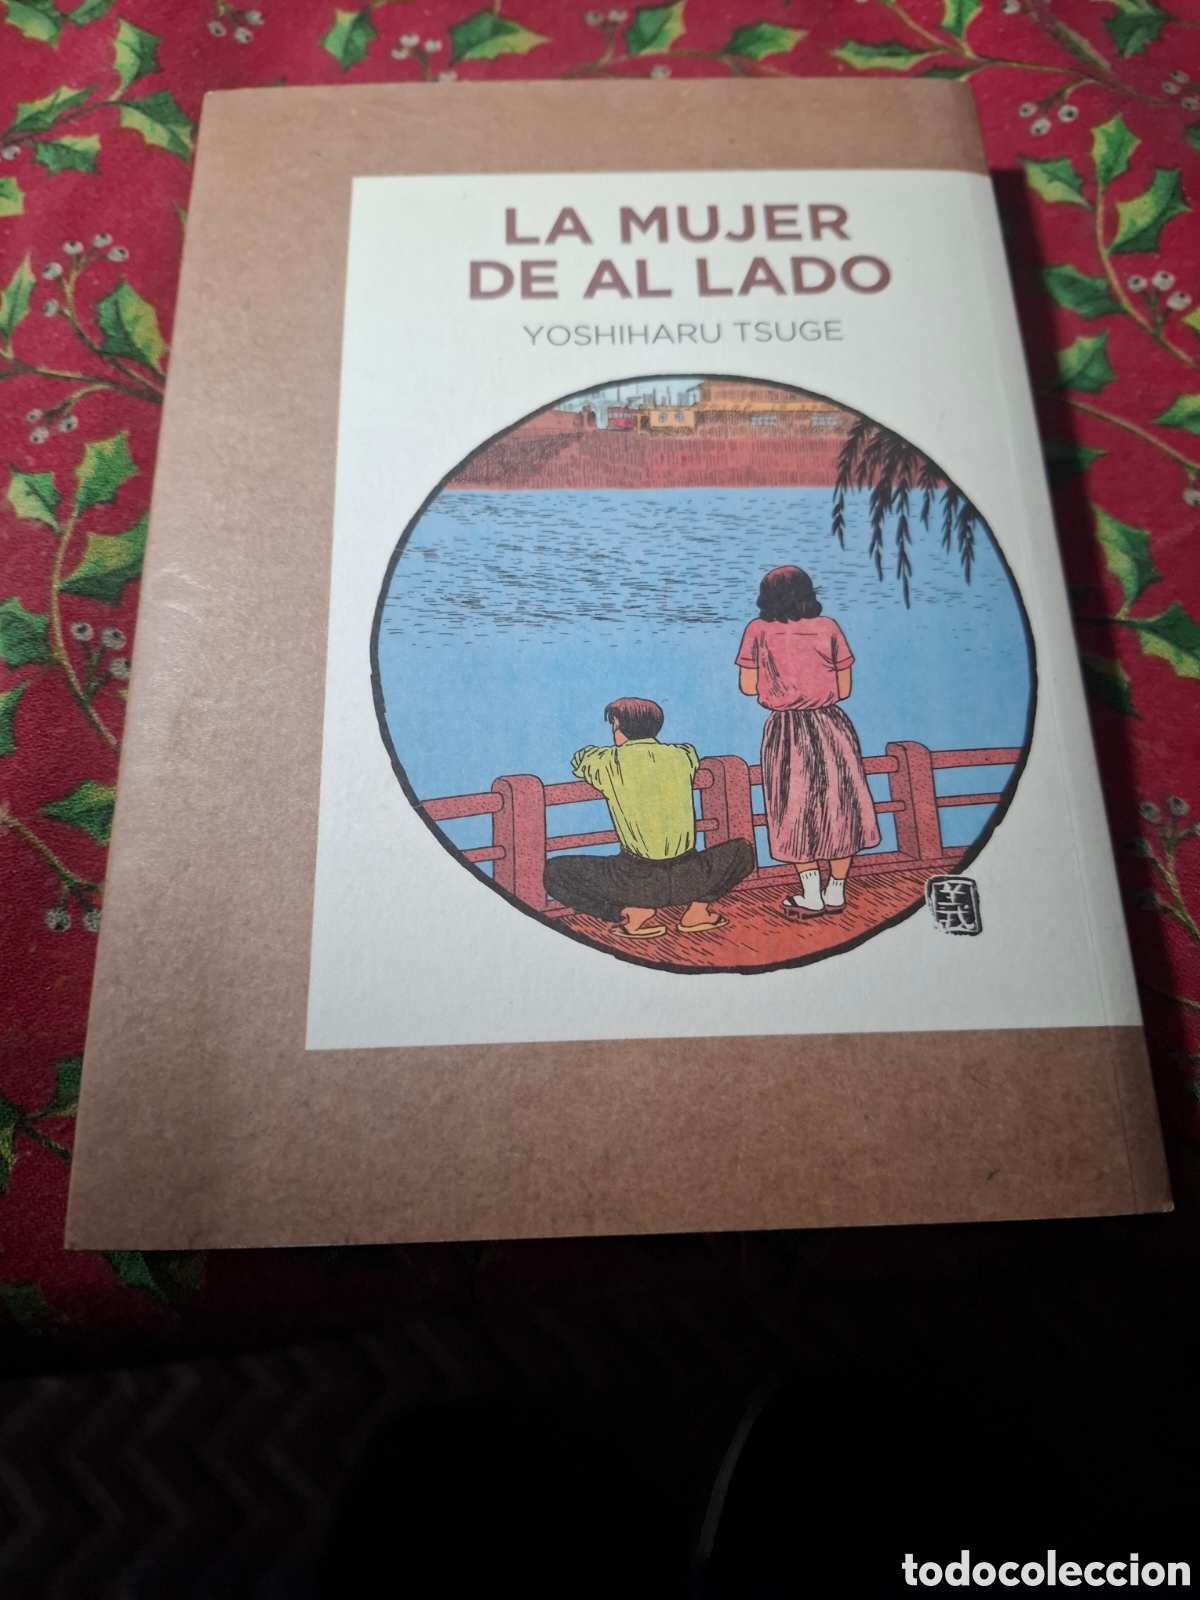 LA MUJER
DE AL LADO
YOSHIHARU TSUGE
todocoleccion